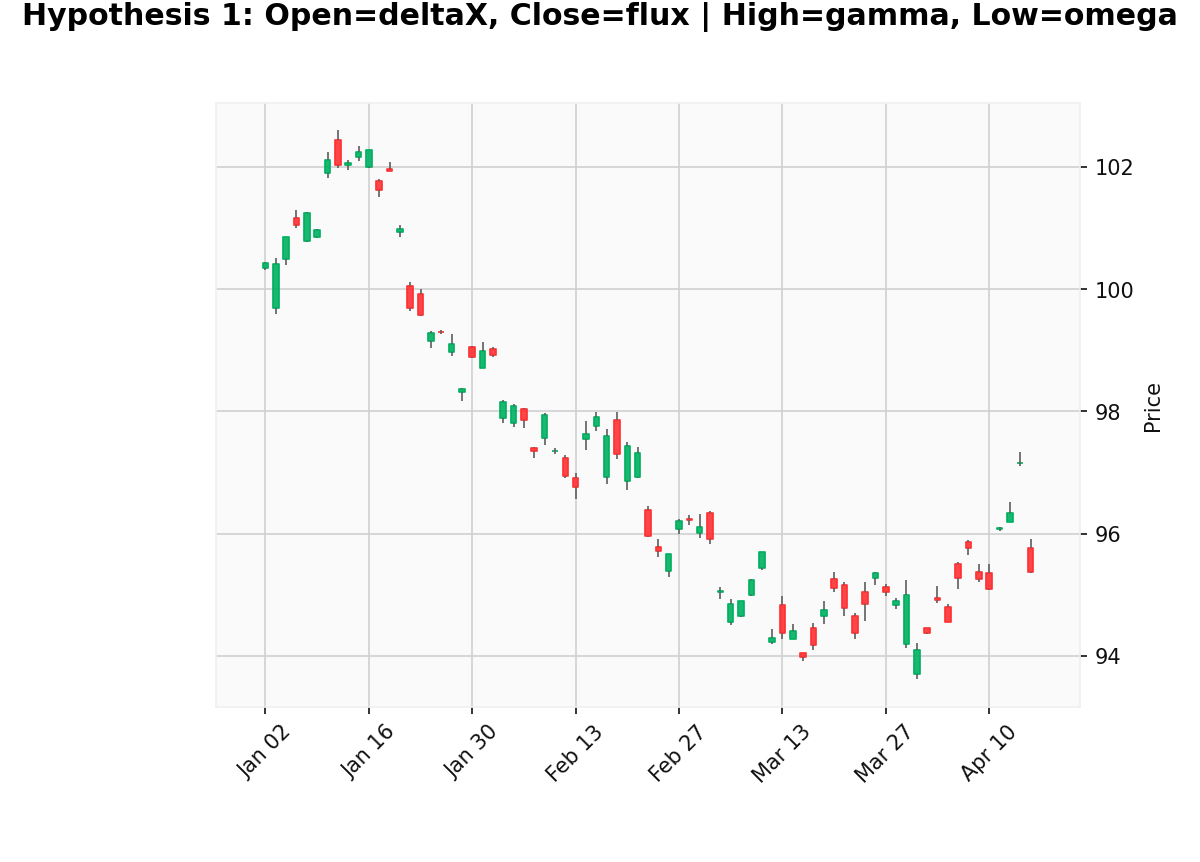 Hypothesis 1: Open=deltaX, Close=flux | High=gamma, Low=omega
102
100
98
96
94
Price
Jan 02
Jan 16
Jan 30
Feb 13
Feb 27
Mar 13
Mar 27
Apr 10